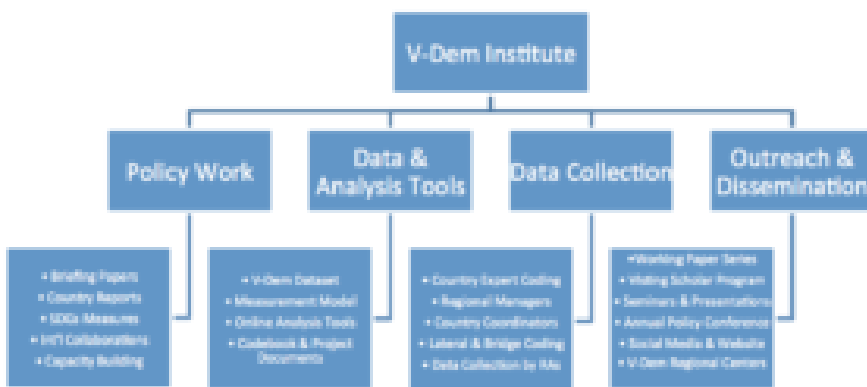 V-Dem Institute
Policy Work
Data &
Analysis Tools
Data Collection
Outreach &
Dissemination
• Briefing Papers
• Country Reports
• SDGs Measures
• Int'l Collaborations
• Capacity Building
• V-Dem Dataset
• Measurement Model
• Online Analysis Tools
• Codebook & Project
Documents
• Country Expert Coding
• Regional Managers
• Country Coordinators
• Lateral & Bridge Coding
• Data Collection by RAs
• Working Paper Series
• Visiting Scholar Program
• Seminars & Presentations
• Annual Policy Conference
• Social Media & Website
• V-Dem Regional Centers